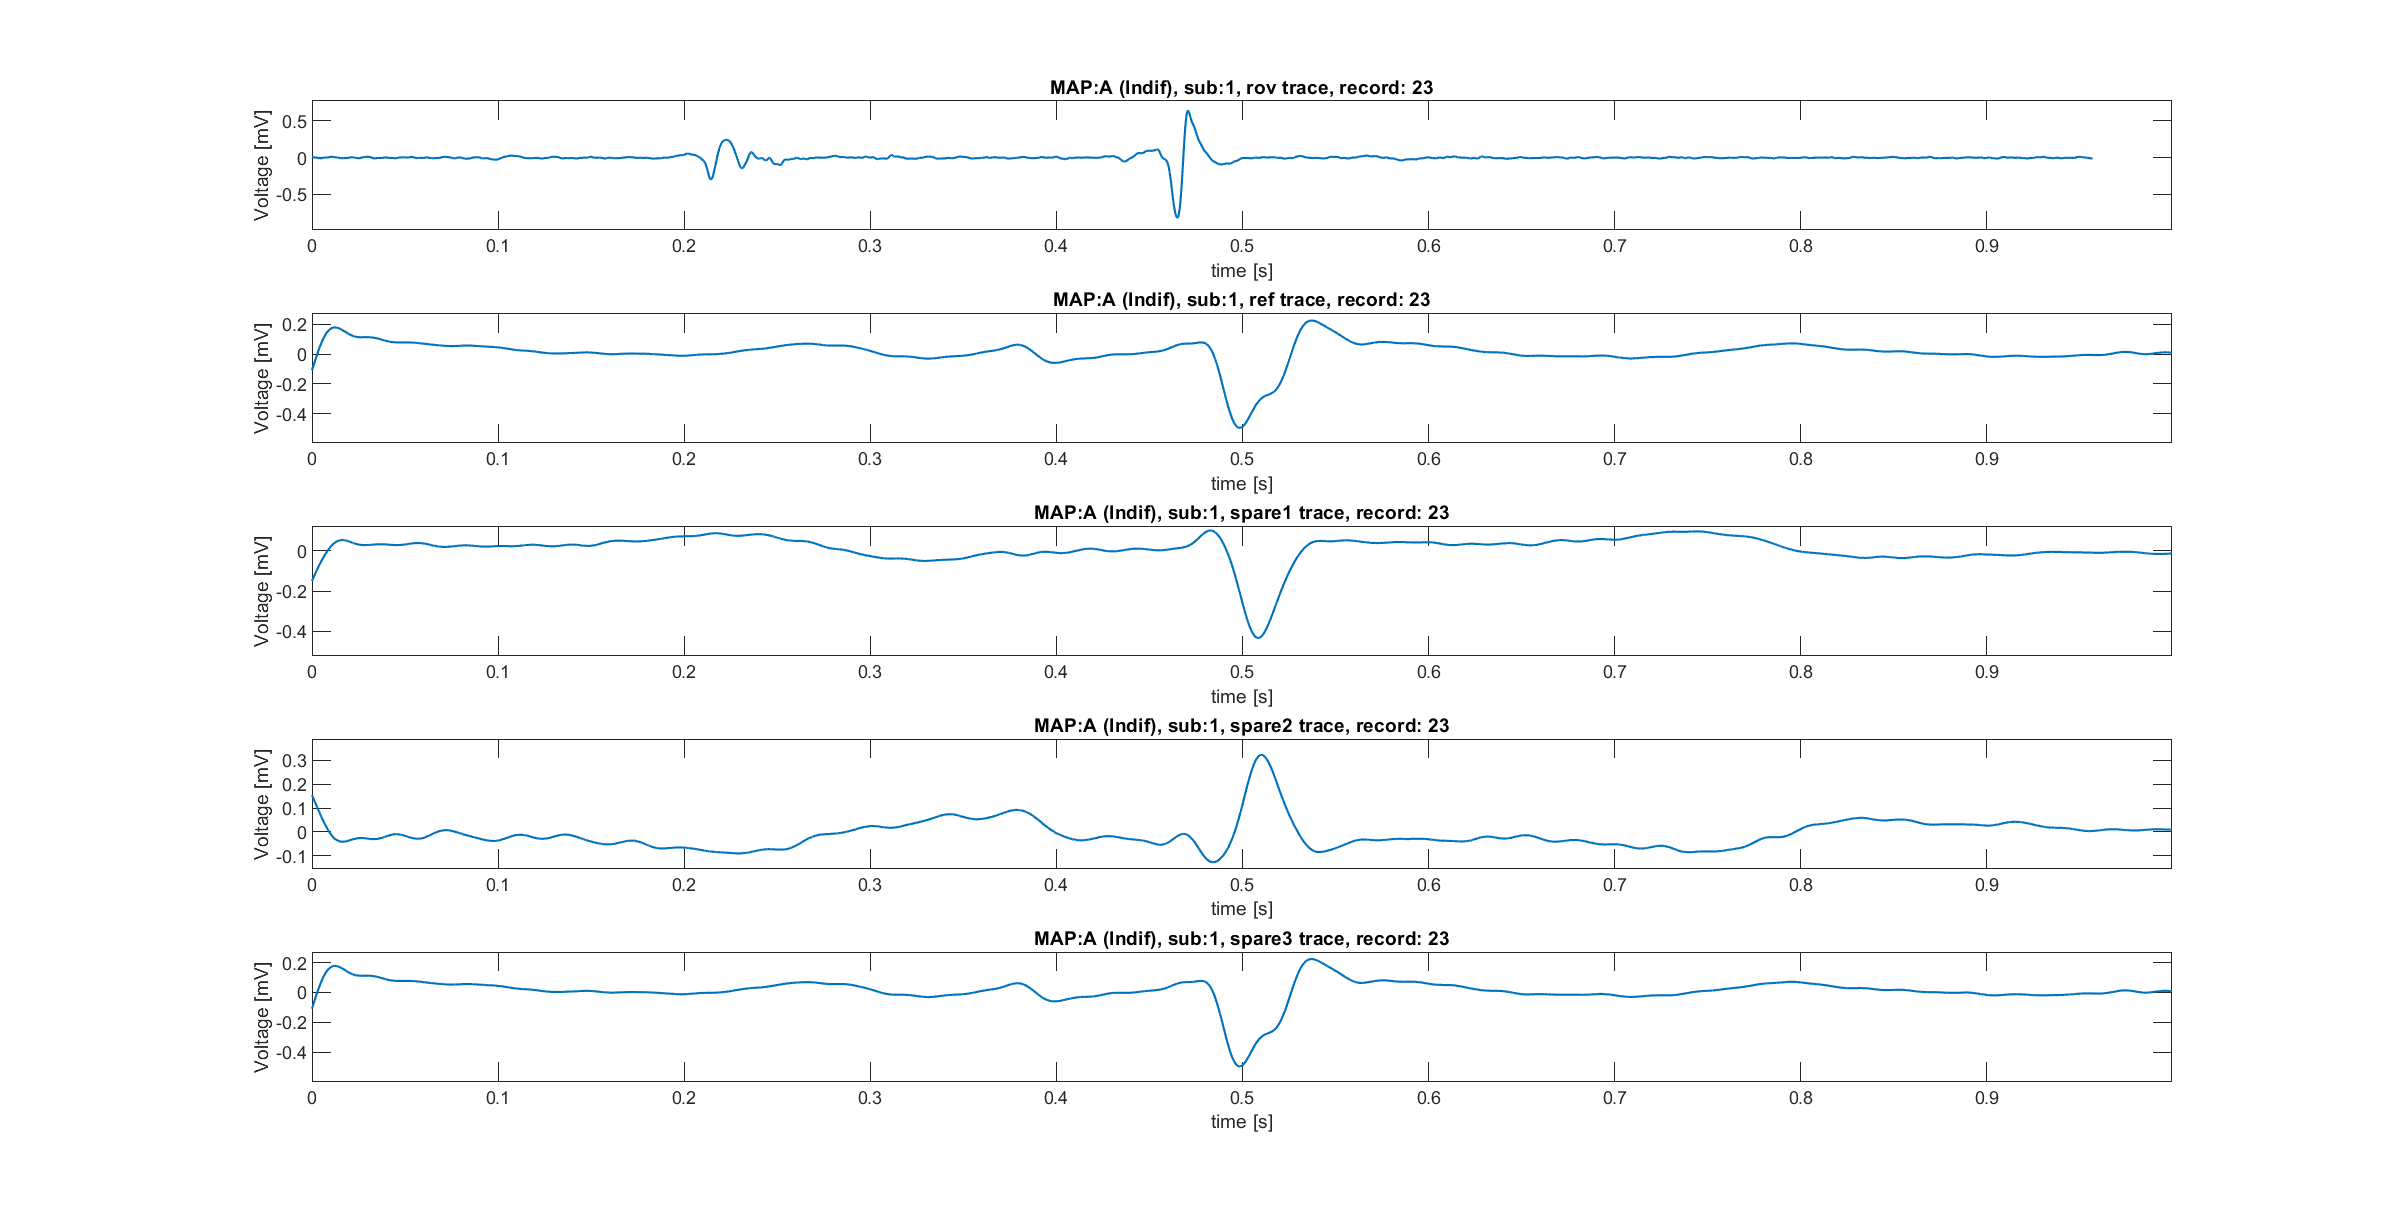 MAP:A (Indif), sub:1, rov trace, record: 23
Voltage [mV]
0.5
0
-0.5
0 0.1 0.2 0.3 0.4 0.5 0.6 0.7 0.8 0.9
time [s]
MAP:A (Indif), sub:1, ref trace, record: 23
Voltage [mV]
0.2
0
-0.2
-0.4
0 0.1 0.2 0.3 0.4 0.5 0.6 0.7 0.8 0.9
time [s]
MAP:A (Indif), sub:1, spare1 trace, record: 23
Voltage [mV]
0
-0.2
-0.4
0 0.1 0.2 0.3 0.4 0.5 0.6 0.7 0.8 0.9
time [s]
MAP:A (Indif), sub:1, spare2 trace, record: 23
Voltage [mV]
0.3
0.2
0.1
0
-0.1
0 0.1 0.2 0.3 0.4 0.5 0.6 0.7 0.8 0.9
time [s]
MAP:A (Indif), sub:1, spare3 trace, record: 23
Voltage [mV]
0.2
0
-0.2
-0.4
0 0.1 0.2 0.3 0.4 0.5 0.6 0.7 0.8 0.9
time [s]